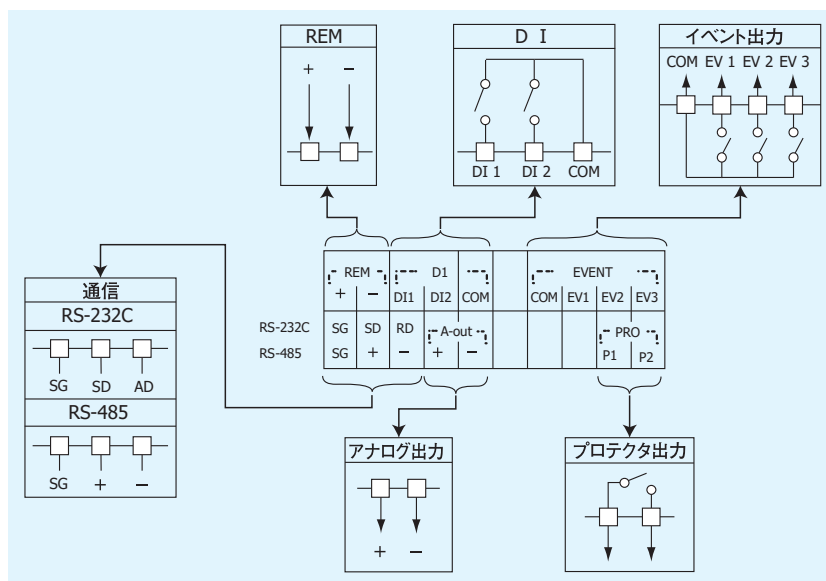 REM
+ −
D I
DI 1 DI 2 COM
イベント出力
COM EV 1 EV 2 EV 3
通信
RS-232C
SG SD AD
RS-485
SG + −
REM D1 EVENT
+ − DI1 DI2 COM COM EV1 EV2 EV3
RS-232C SG SD RD A-out PRO
RS-485 SG + − + − P1 P2
アナログ出力
+ −
プロテクタ出力